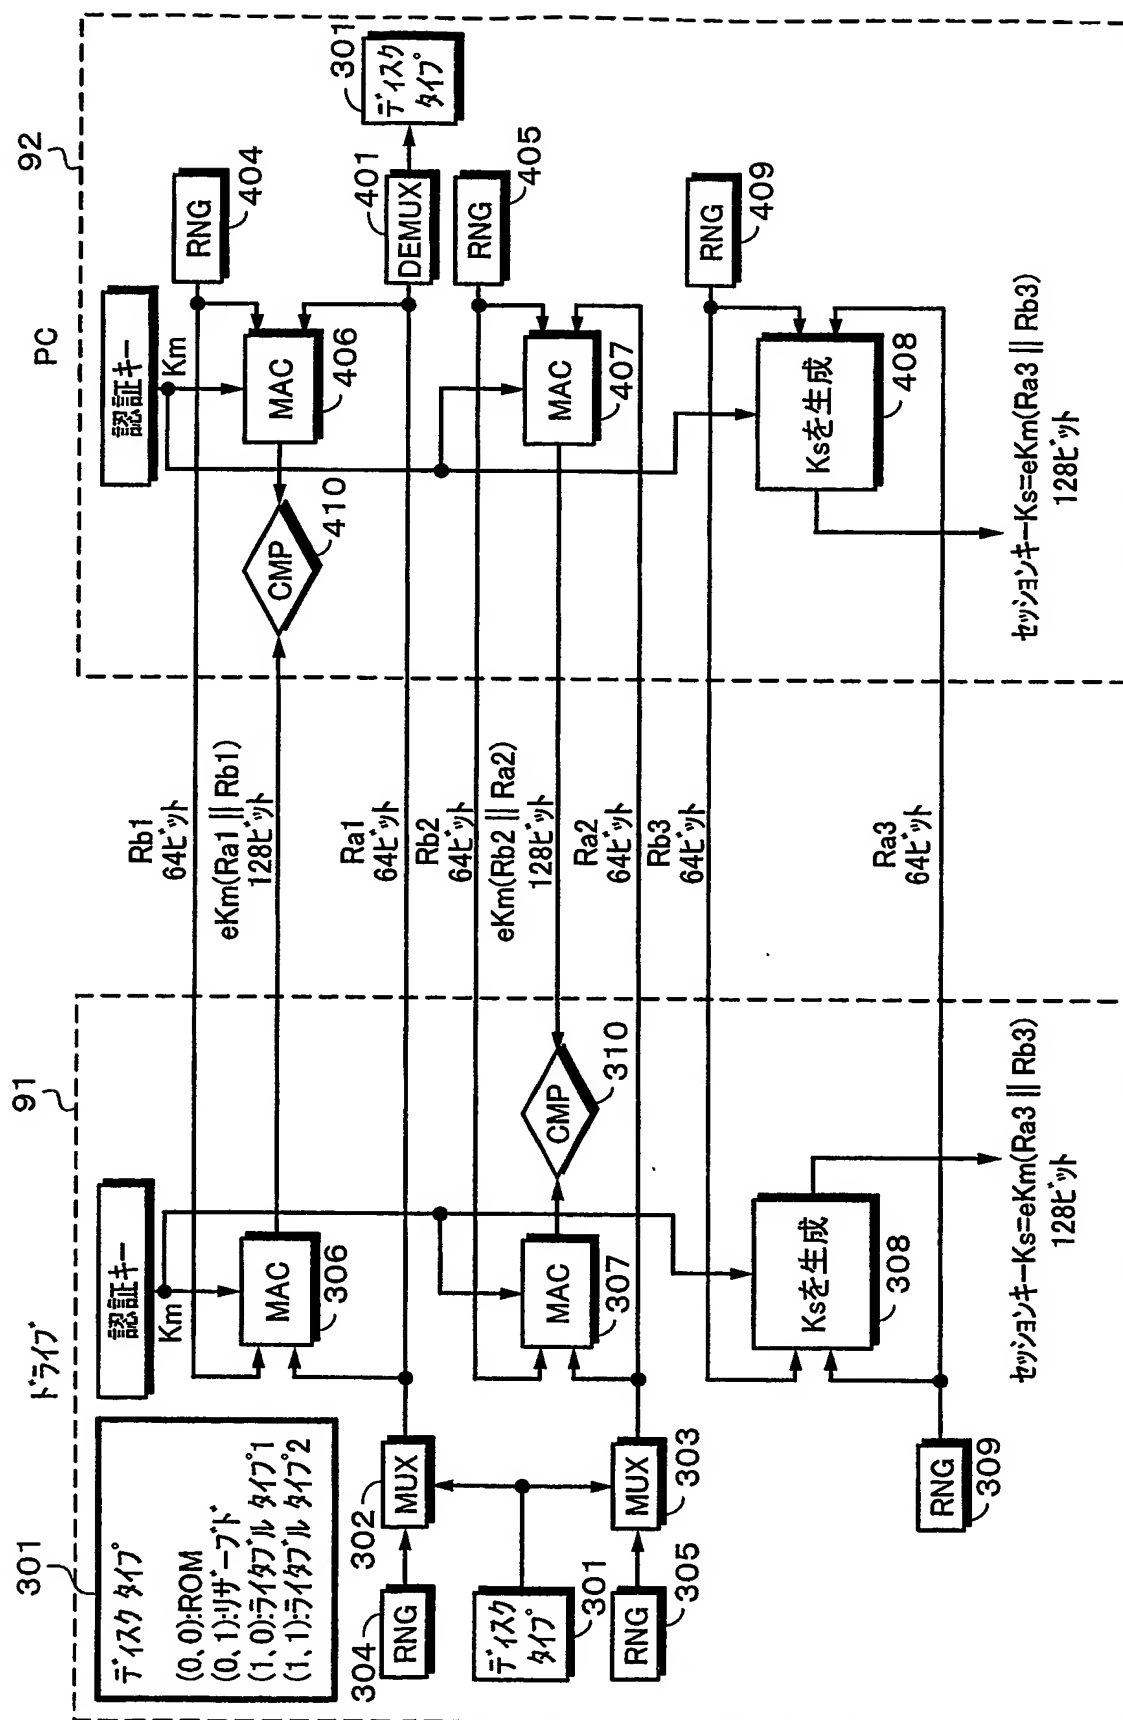 91
ドライブ
301
ディスク タイプ
(0,0):ROM
(0,1):リザーブド
(1,0):ライタブル タイプ1
(1,1):ライタブル タイプ2
認証キー
Km
304
RNG
302
MUX
306
MAC
ディスク
タイプ
301
305
RNG
303
MUX
307
MAC
CMP
310
309
RNG
308
Ksを生成
セッションキーKs=eKm(Ra3 || Rb3)
128ビット
Rb1
64ビット
eKm(Ra1 || Rb1)
128ビット
Ra1
64ビット
Rb2
64ビット
eKm(Rb2 || Ra2)
128ビット
Ra2
64ビット
Rb3
64ビット
Ra3
64ビット
92
PC
認証キー
Km
RNG
404
MAC
406
CMP
410
DEMUX
401
ディスク
タイプ
301
RNG
405
MAC
407
RNG
409
Ksを生成
408
セッションキーKs=eKm(Ra3 || Rb3)
128ビット